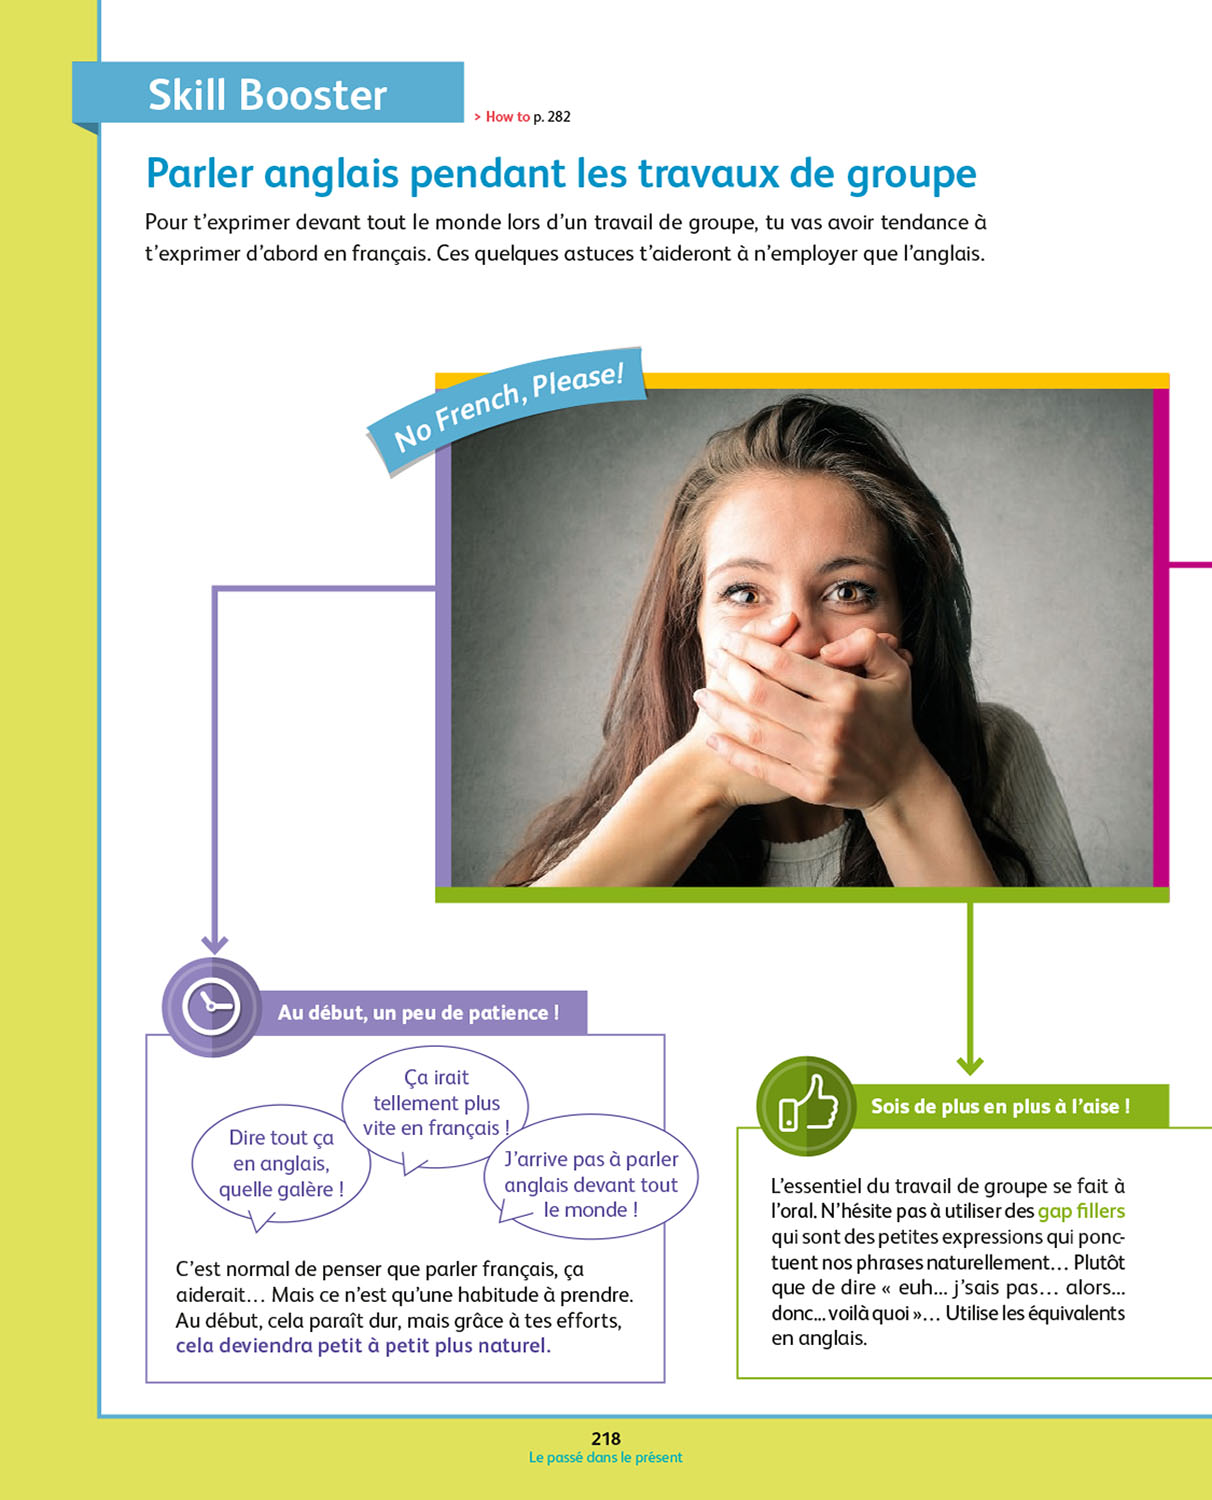 Skill Booster
> How to p. 282
Parler anglais pendant les travaux de groupe
Pour t’exprimer devant tout le monde lors d’un travail de groupe, tu vas avoir tendance à
t’exprimer d’abord en français. Ces quelques astuces t’aideront à n’employer que l’anglais.
No French, Please!
Au début, un peu de patience !
Dire tout ça
en anglais,
quelle galère !
Ça irait
tellement plus
vite en français !
J’arrive pas à parler
anglais devant tout
le monde !
C’est normal de penser que parler français, ça
aiderait… Mais ce n’est qu’une habitude à prendre.
Au début, cela paraît dur, mais grâce à tes efforts,
cela deviendra petit à petit plus naturel.
Sois de plus en plus à l’aise !
L’essentiel du travail de groupe se fait à
l’oral. N’hésite pas à utiliser des gap fillers
qui sont des petites expressions qui ponc-
tuent nos phrases naturellement… Plutôt
que de dire « euh... j’sais pas… alors...
donc... voilà quoi »… Utilise les équivalents
en anglais.
218
Le passé dans le présent